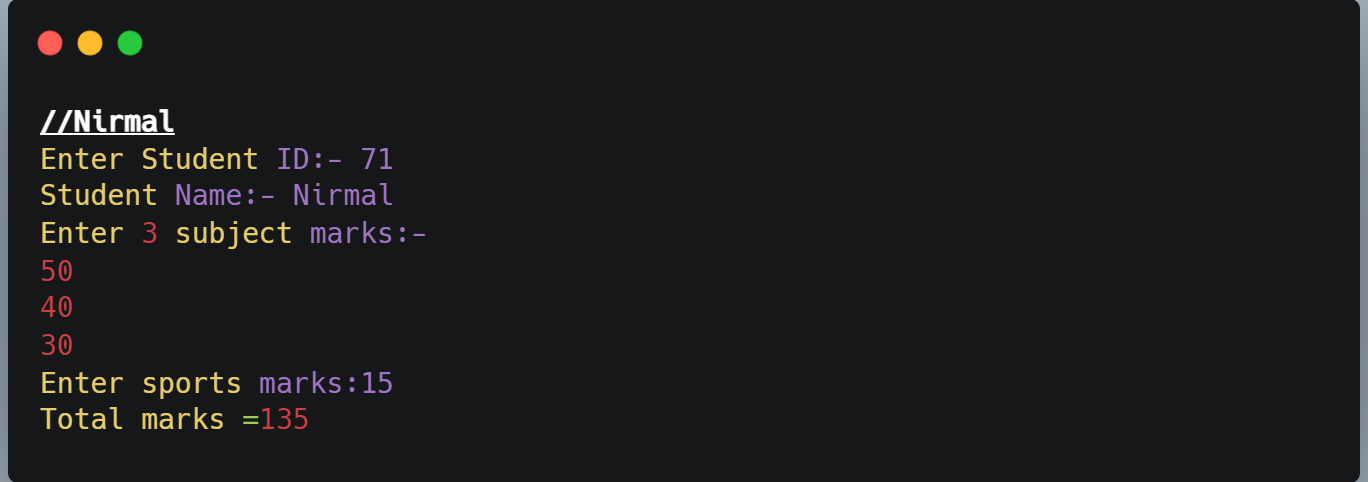 //Nirmal
Enter Student ID:- 71
Student Name:- Nirmal
Enter 3 subject marks:-
50
40
30
Enter sports marks:15
Total marks =135